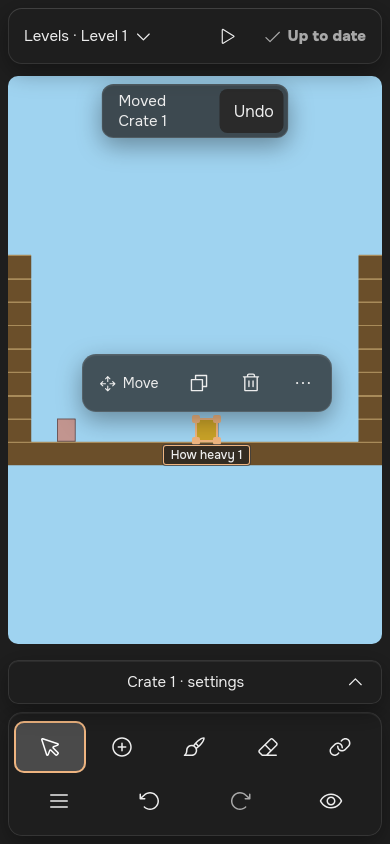 Levels · Level 1
Up to date
Moved
Crate 1
Undo
Move
How heavy 1
Crate 1 · settings